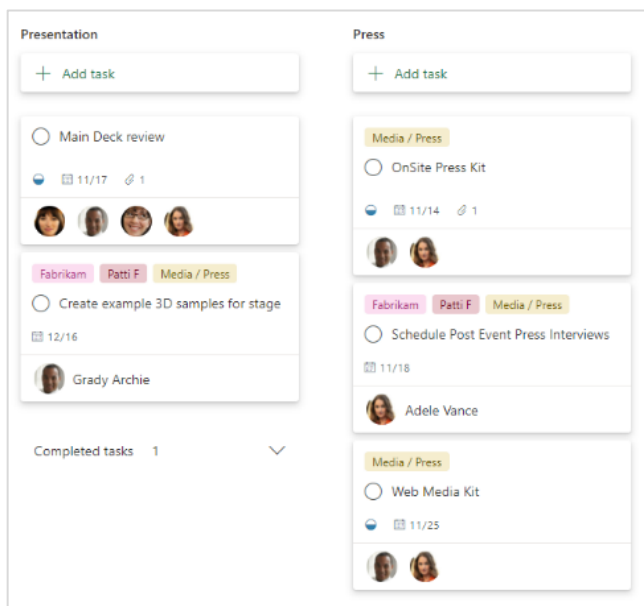 Presentation
Add task
Main Deck review
11/17 1
Fabrikam Patti F Media / Press
Create example 3D samples for stage
12/16
Grady Archie
Completed tasks 1
Press
Add task
Media / Press
OnSite Press Kit
11/14 1
Fabrikam Patti F Media / Press
Schedule Post Event Press Interviews
11/18
Adele Vance
Media / Press
Web Media Kit
11/25